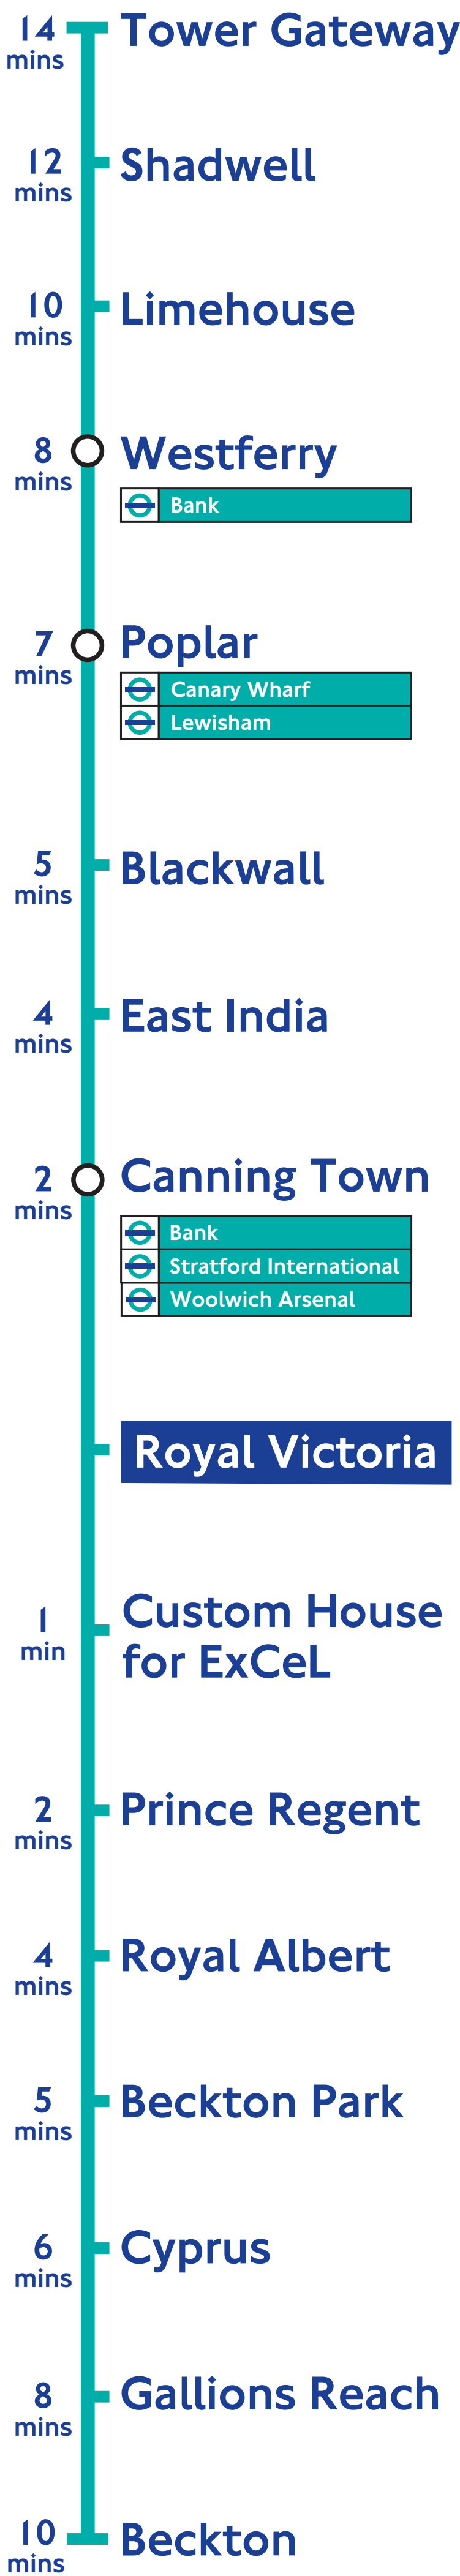 14 mins Tower Gateway
12 mins Shadwell
10 mins Limehouse
8 mins Westferry
Bank
7 mins Poplar
Canary Wharf
Lewisham
5 mins Blackwall
4 mins East India
2 mins Canning Town
Bank
Stratford International
Woolwich Arsenal
Royal Victoria
1 min Custom House
for ExCeL
2 mins Prince Regent
4 mins Royal Albert
5 mins Beckton Park
6 mins Cyprus
8 mins Gallions Reach
10 mins Beckton